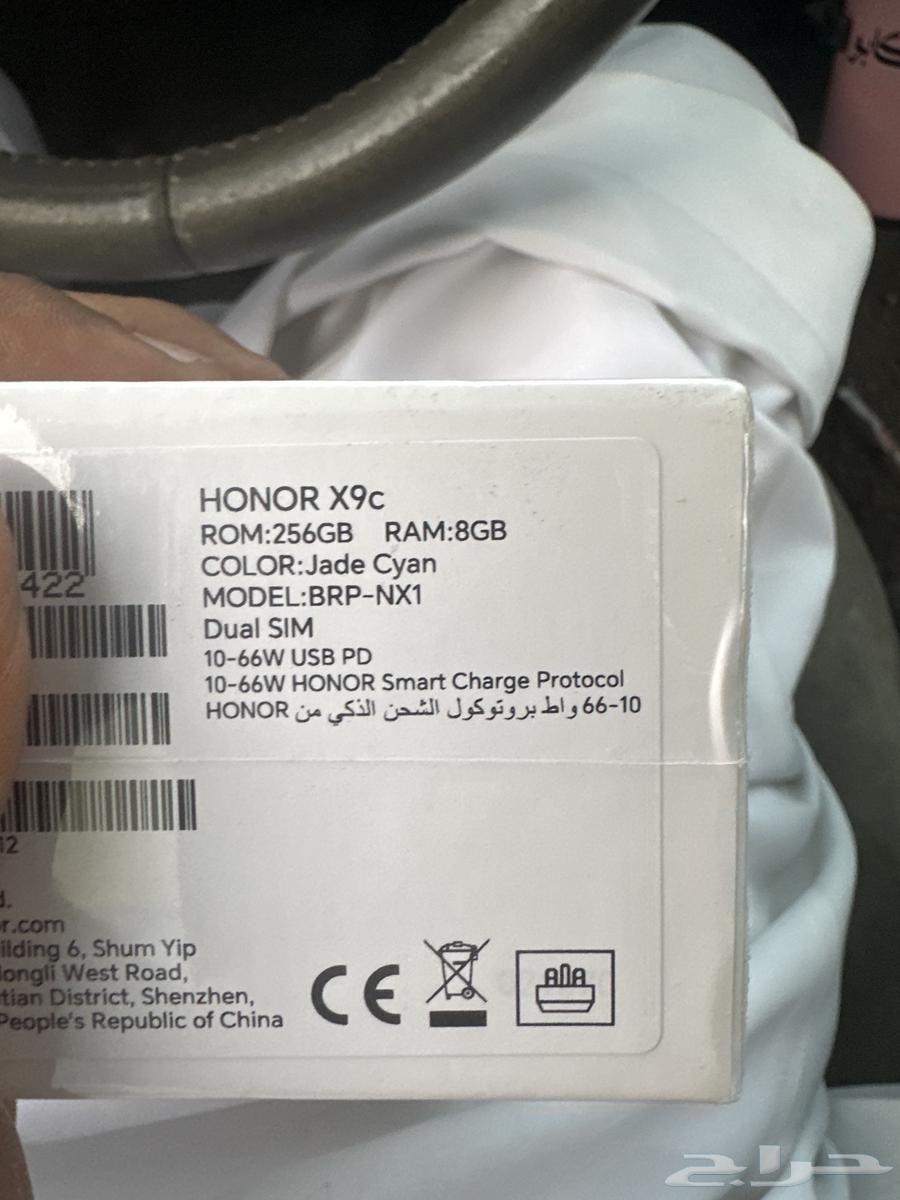 HONOR X9c
ROM:256GB RAM:8GB
COLOR:Jade Cyan
MODEL:BRP-NX1
Dual SIM
10-66W USB PD
10-66W HONOR Smart Charge Protocol
10-66 واط بروتوكول الشحن الذكي من HONOR
422
12
d.
r.com
ilding 6, Shum Yip
ongli West Road,
tian District, Shenzhen,
People's Republic of China
CE
حراج